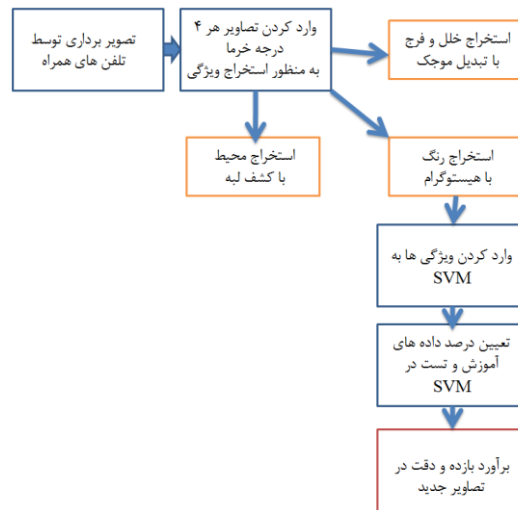 تصویر برداری توسط
تلفن های همراه
وارد کردن تصاویر هر ۴
درجه خرما
به منظور استخراج ویژگی
استخراج خلل و فرج
با تبدیل موجک
استخراج محیط
با کشف لبه
استخراج رنگ
با هیستوگرام
وارد کردن ویژگی ها به
SVM
تعیین درصد داده های
آموزش و تست در
SVM
برآورد بازده و دقت در
تصاویر جدید